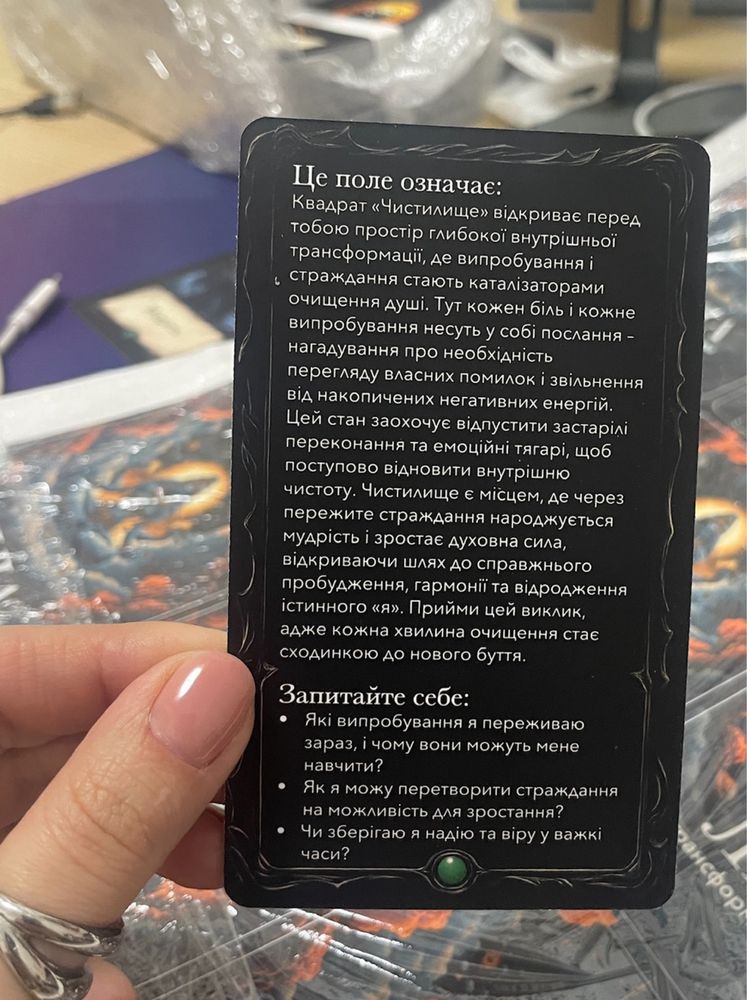 Це поле означає:
Квадрат «Чистилище» відкриває перед
тобою простір глибокої внутрішньої
трансформації, де випробування і
страждання стають каталізаторами
очищення душі. Тут кожен біль і кожне
випробування несуть у собі послання –
нагадування про необхідність
перегляду власних помилок і звільнення
від накопичених негативних енергій.
Цей стан заохочує відпустити застарілі
переконання та емоційні тягарі, щоб
поступово відновити внутрішню
чистоту. Чистилище є місцем, де через
пережите страждання народжується
мудрість і зростає духовна сила,
відкриваючи шлях до справжнього
пробудження, гармонії та відродження
істинного «я». Прийми цей виклик,
адже кожна хвилина очищення стає
сходинкою до нового буття.
Запитайте себе:
• Які випробування я переживаю
зараз, і чому вони можуть мене
навчити?
• Як я можу перетворити страждання
на можливість для зростання?
• Чи зберігаю я надію та віру у важкі
часи?